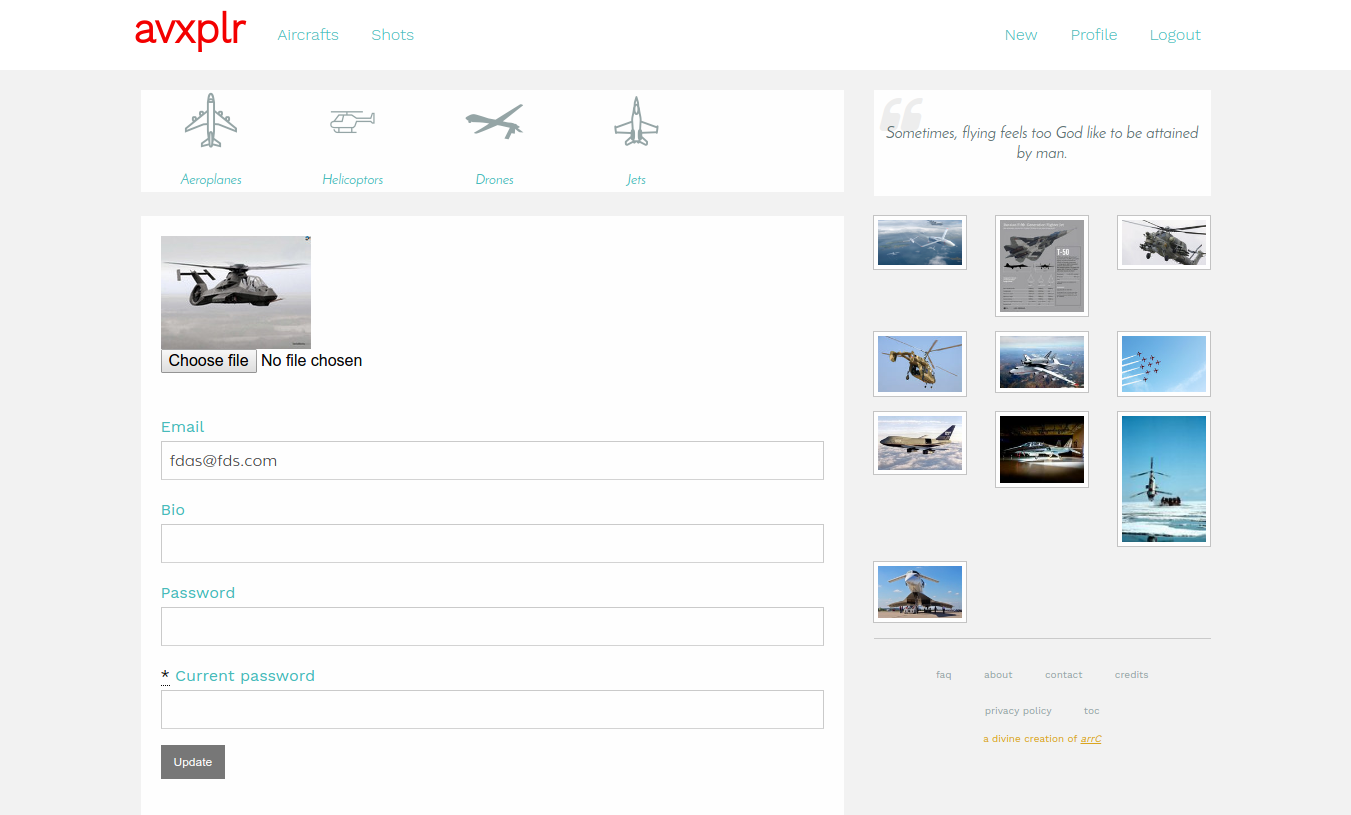 avxplr
Aircrafts Shots
New Profile Logout
Aeroplanes Helicoptors Drones Jets
Choose file No file chosen
Email
fdas@fds.com
Bio
Password
* Current password
Update
Sometimes, flying feels too God like to be attained
by man.
T-50
faq about contact credits
privacy policy toc
a divine creation of arrC